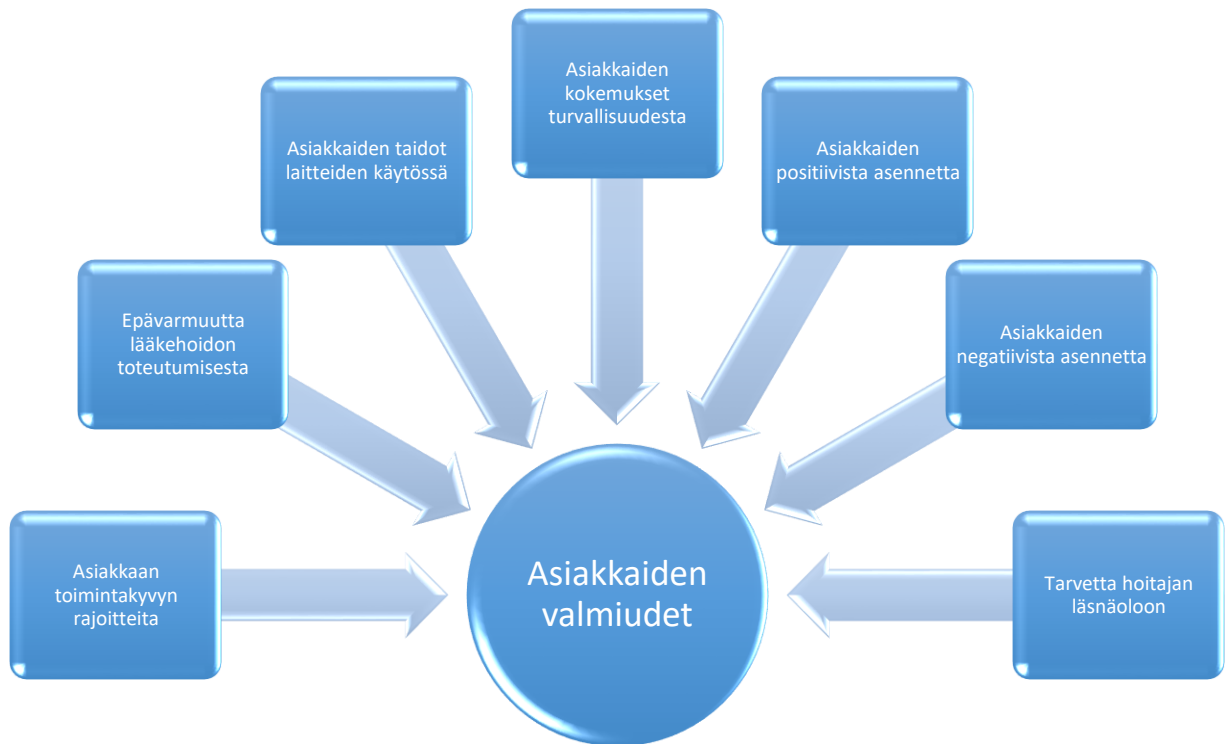 Asiakkaiden
kokemukset
turvallisuudesta
Asiakkaiden taidot
laitteiden käytössä
Asiakkaiden
positiivista asennetta
Epävarmuutta
lääkehoidon
toteutumisesta
Asiakkaiden
negatiivista asennetta
Asiakkaan
toimintakyvyn
rajoitteita
Asiakkaiden
valmiudet
Tarvetta hoitajan
läsnäoloon